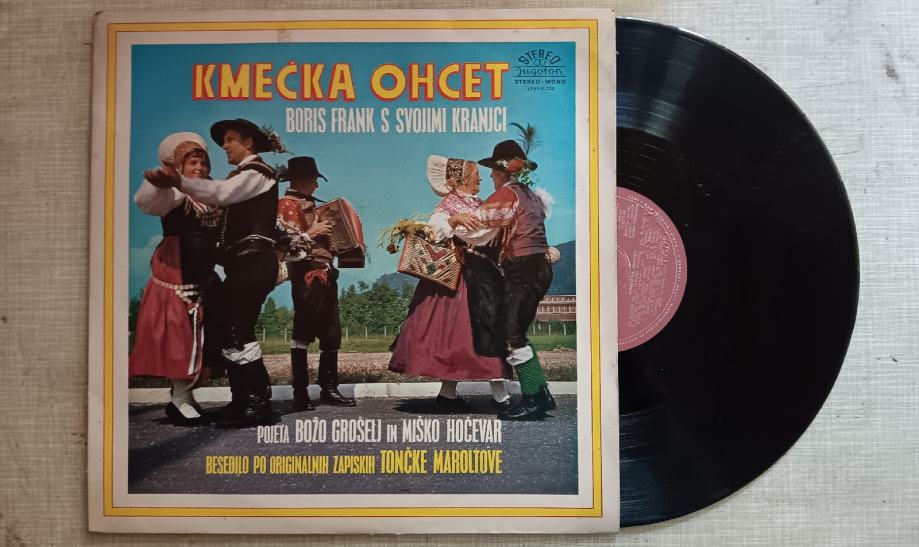 KMEČKA OHCET
BORIS FRANK S SVOJIMI KRANJCI
STEREO
Jugoton
STEREO - MONO
POJETA BOŽO GROŠELJ IN MIŠKO HOČEVAR
BESEDILO PO ORIGINALNIH ZAPISKIH TONČKE MAROLTOVE